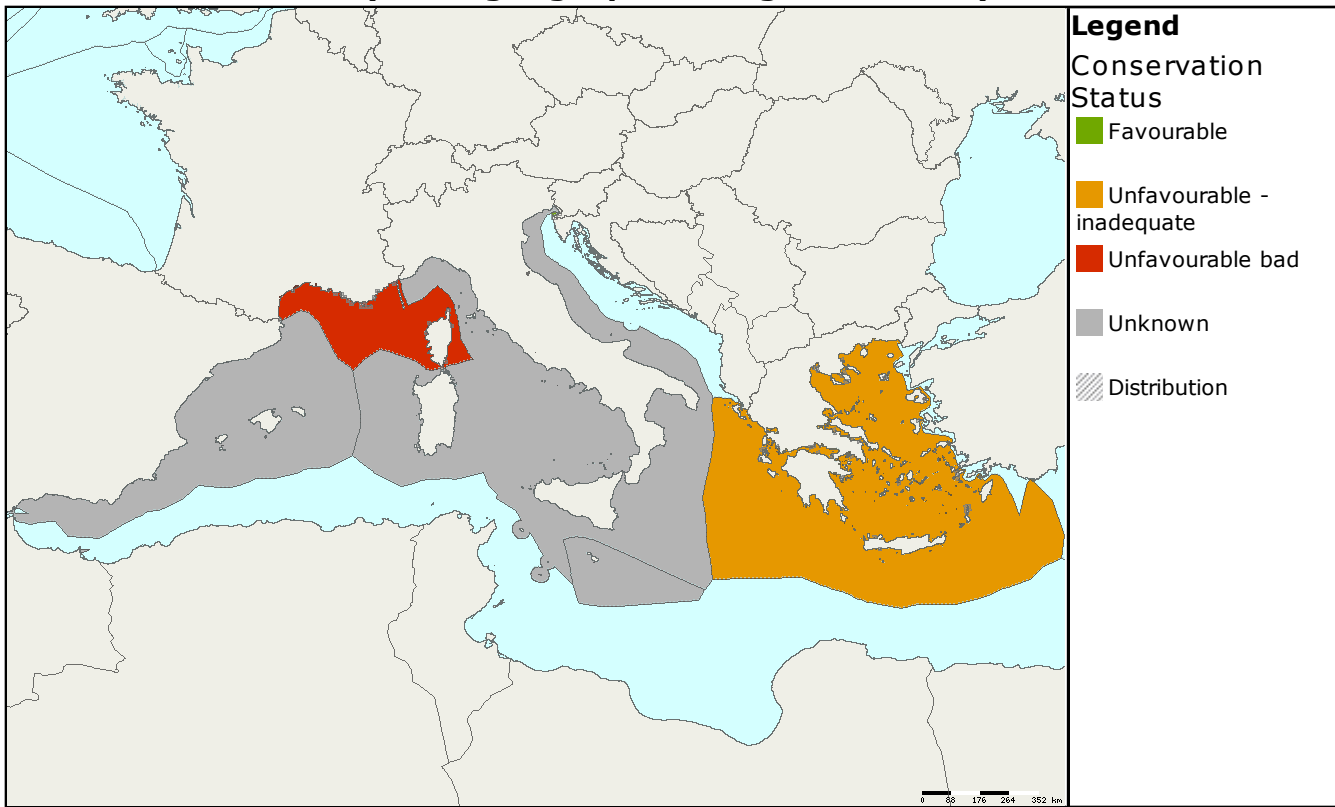 Legend
Conservation
Status
Favourable
Unfavourable -
inadequate
Unfavourable bad
Unknown
Distribution
0 88 176 264 352 km